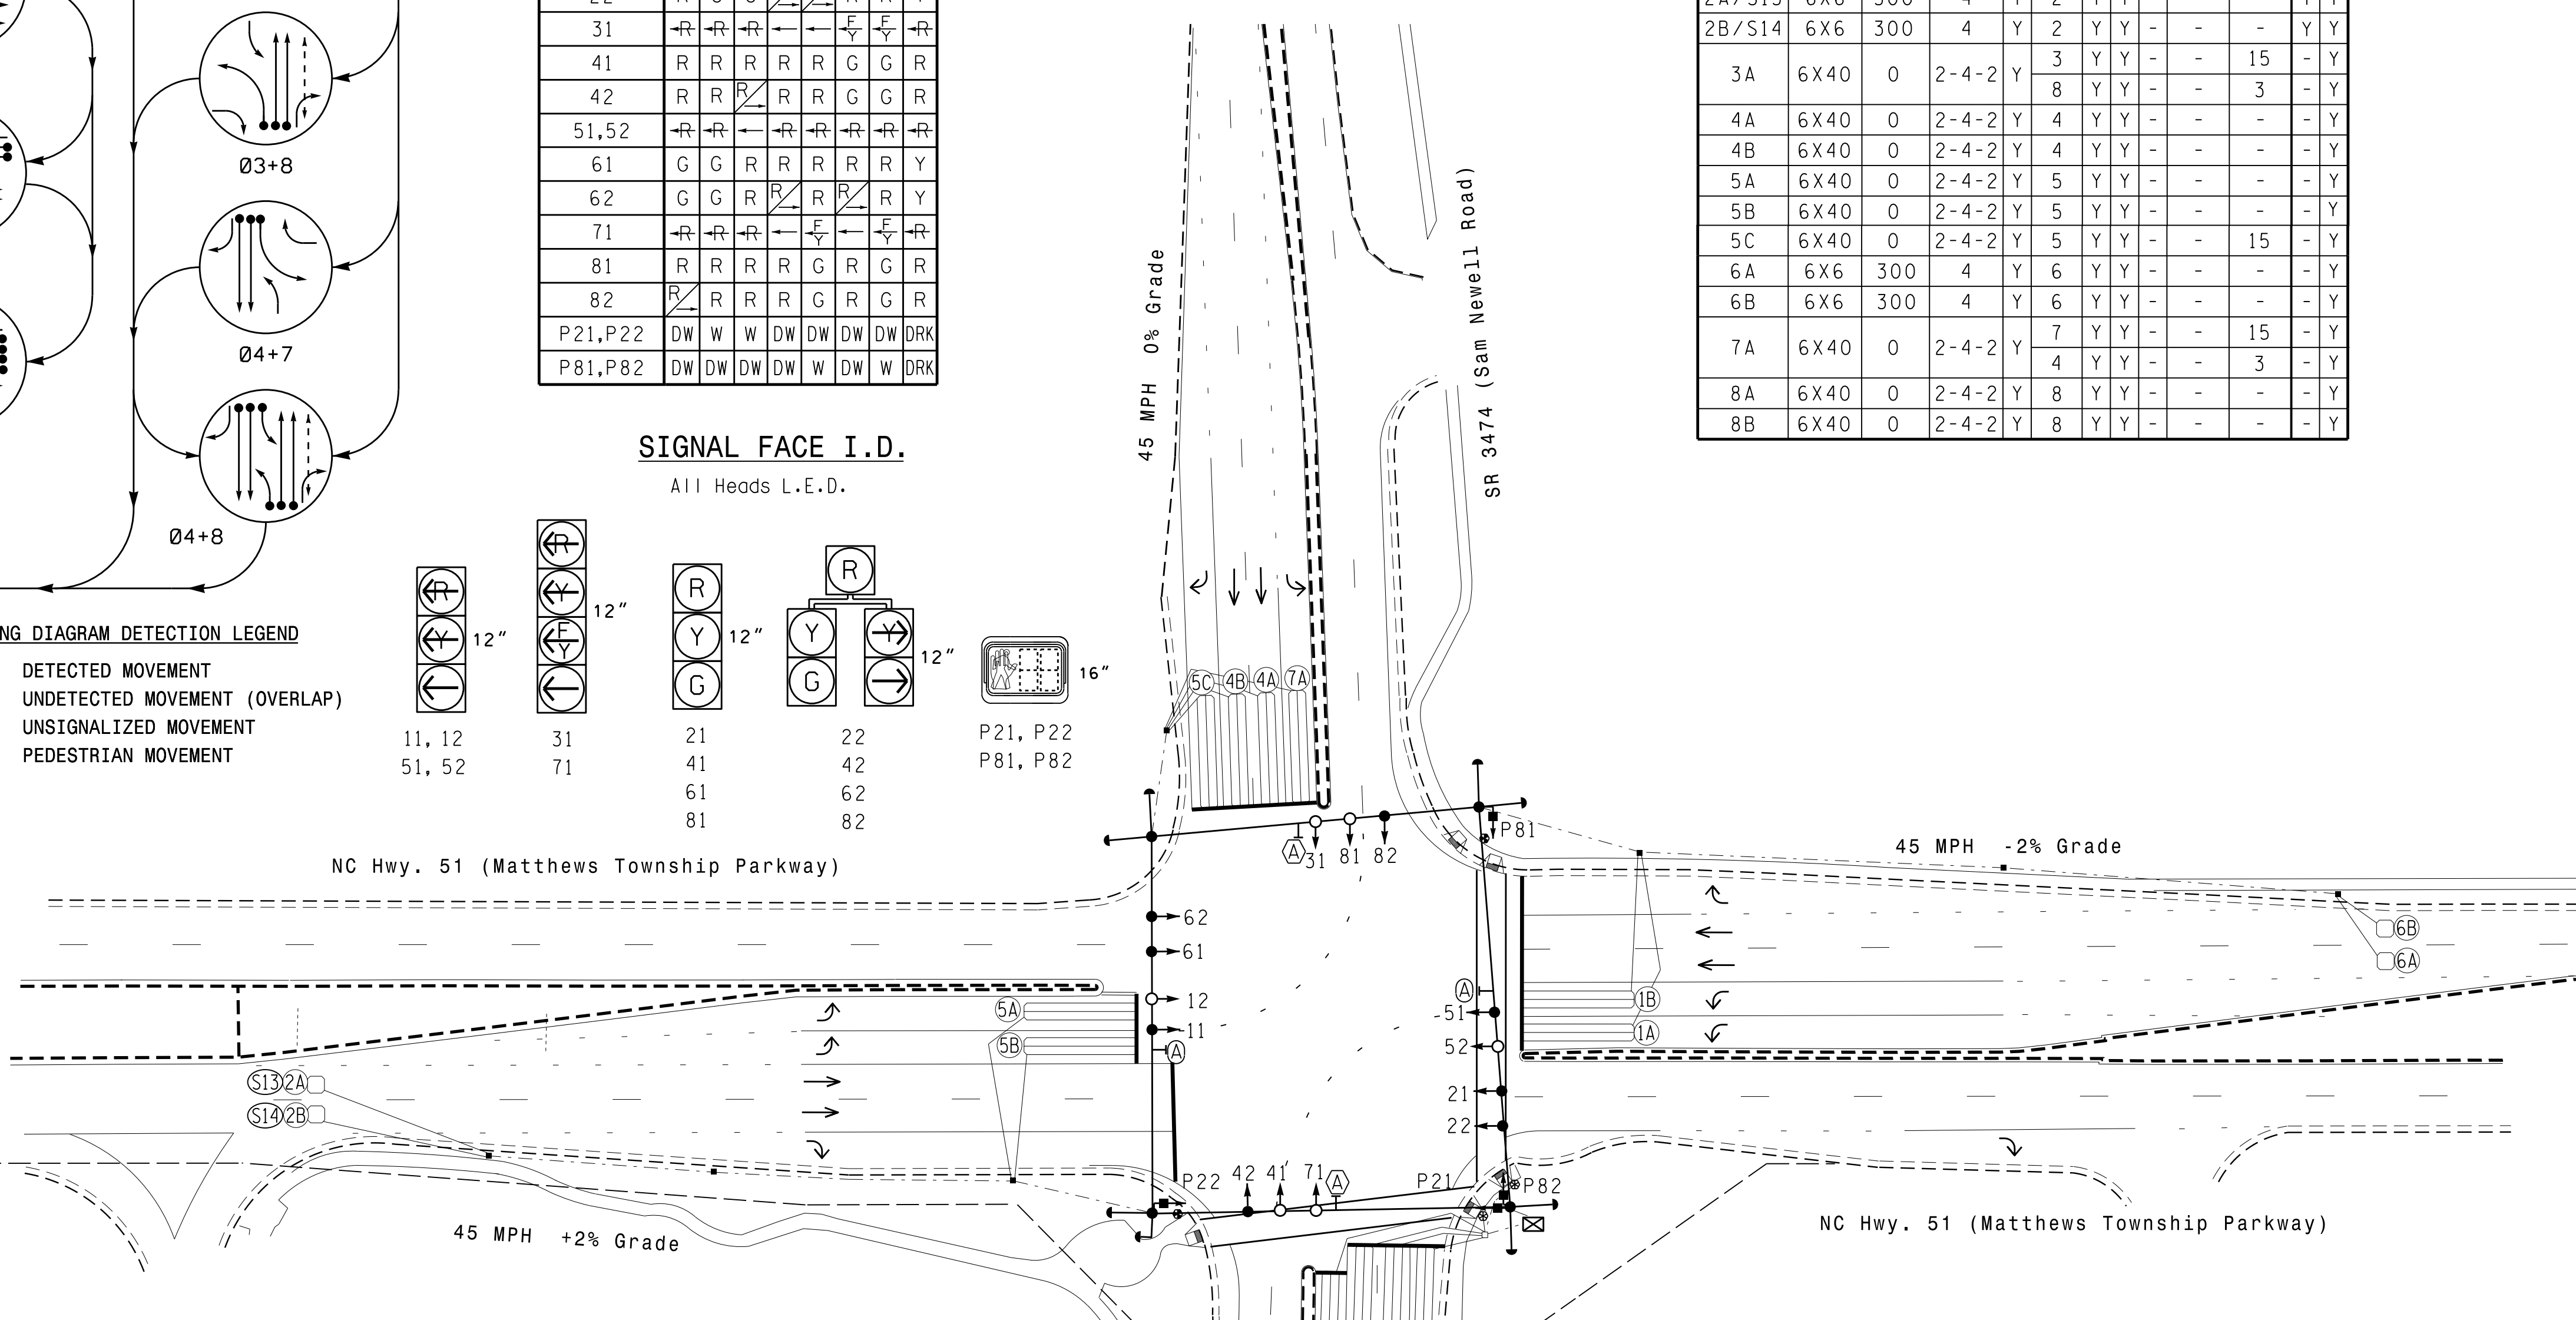 31 R R R F Y F Y R
41 R R R R R G G R
42 R R R R R G G R
51,52 R R R R R R R
61 G G R R R R R Y
62 G G R R R R R Y
71 R R R F Y F Y R
81 R R R R G R G R
82 R R R R G R G R
P21,P22 DW W W DW DW DW DW DRK
P81,P82 DW DW DW DW W DW W DRK
2B/S14 6X6 300 4 Y 2 Y Y - - - Y Y
3A 6X40 0 2-4-2 Y 3 Y Y - - 15 - Y
8 Y Y - - 3 - Y
4A 6X40 0 2-4-2 Y 4 Y Y - - - - Y
4B 6X40 0 2-4-2 Y 4 Y Y - - - - Y
5A 6X40 0 2-4-2 Y 5 Y Y - - - - Y
5B 6X40 0 2-4-2 Y 5 Y Y - - - - Y
5C 6X40 0 2-4-2 Y 5 Y Y - - 15 - Y
6A 6X6 300 4 Y 6 Y Y - - - - Y
6B 6X6 300 4 Y 6 Y Y - - - - Y
7A 6X40 0 2-4-2 Y 7 Y Y - - 15 - Y
4 Y Y - - 3 - Y
8A 6X40 0 2-4-2 Y 8 Y Y - - - - Y
8B 6X40 0 2-4-2 Y 8 Y Y - - - - Y
Ø3+8
Ø4+7
Ø4+8
NG DIAGRAM DETECTION LEGEND
DETECTED MOVEMENT
UNDETECTED MOVEMENT (OVERLAP)
UNSIGNALIZED MOVEMENT
PEDESTRIAN MOVEMENT
SIGNAL FACE I.D.
All Heads L.E.D.
R
Y
12"
11, 12
51, 52
R
Y
F
Y
12"
31
71
R
Y
G
12"
21
41
61
81
R
Y Y
G
12"
22
42
62
82
16"
P21, P22
P81, P82
45 MPH 0% Grade
SR 3474 (Sam Newell Road)
5C 4B 4A 7A
A 31 81 82
P81
NC Hwy. 51 (Matthews Township Parkway)
45 MPH -2% Grade
62
61
12
11
A
6B
6A
A
51
52
21
22
1B
1A
5A
5B
S13 2A
S14 2B
P22 42 41 71 A P21 P82
45 MPH +2% Grade
NC Hwy. 51 (Matthews Township Parkway)